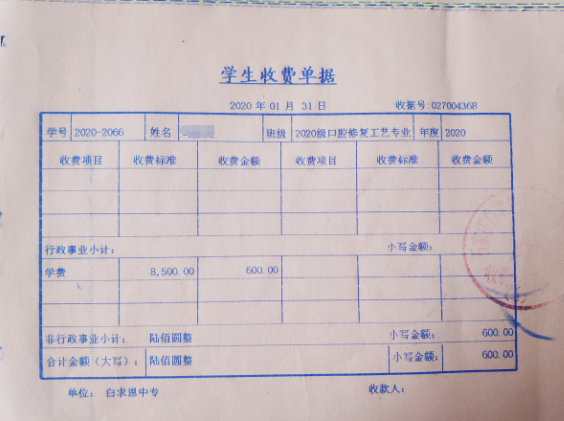 学生收费单据
2020 年 01 月 31 日 收据号:027004368
学号 2020-2066 姓名 班级 2020级口腔修复工艺专业 年度 2020
收费项目 收费标准 收费金额 收费项目 收费标准 收费金额
行政事业小计: 小写金额:
学费 8,500.00 600.00
非行政事业小计: 陆佰圆整 小写金额: 600.00
合计金额(大写): 陆佰圆整 小写金额: 600.00
单位: 白求恩中专 收款人: